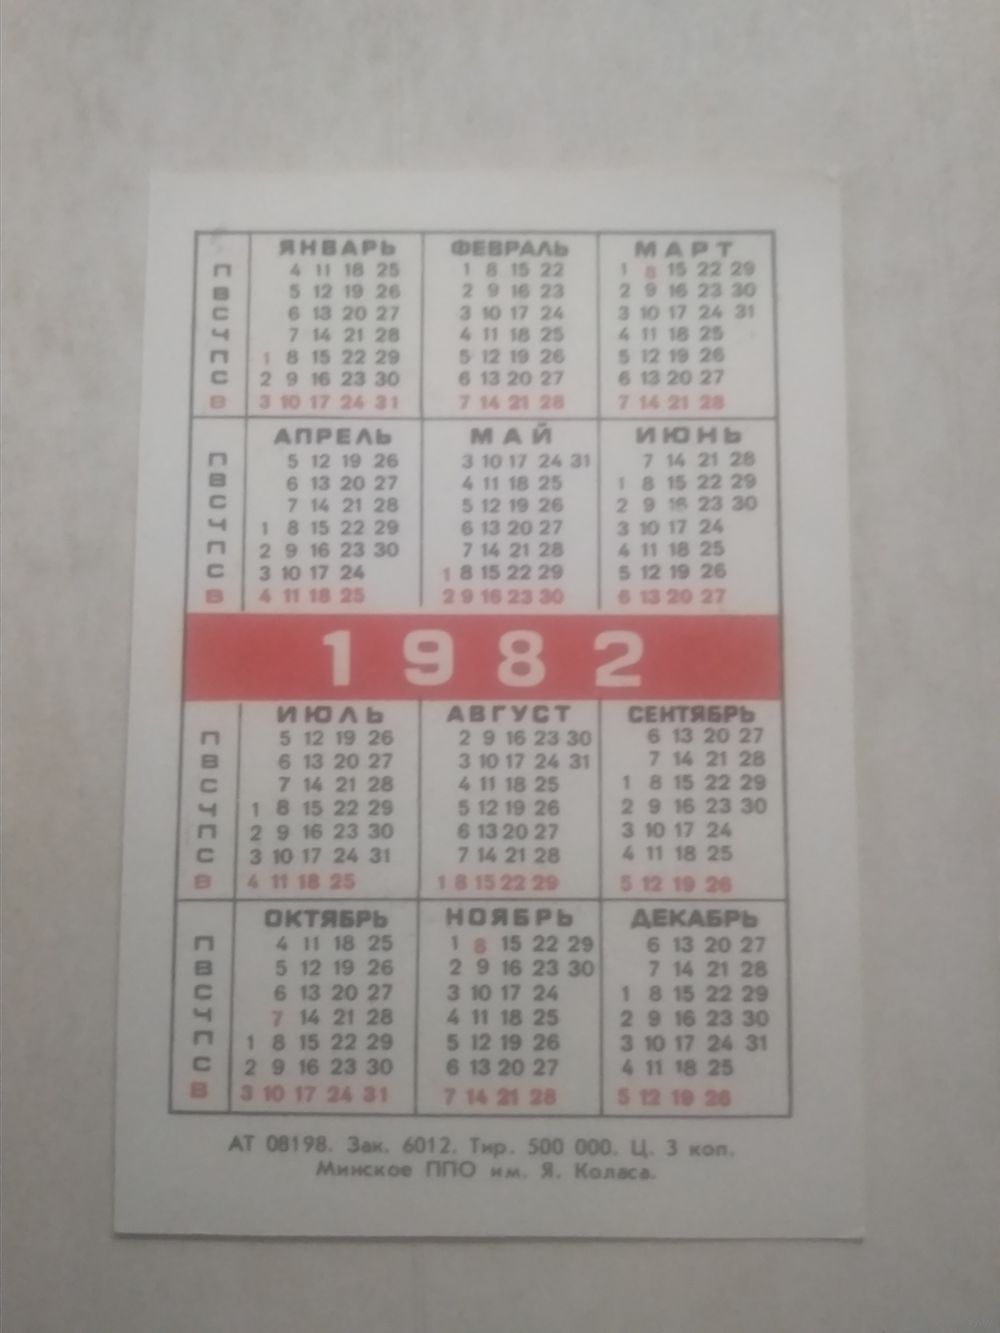 ЯНВАРЬ ФЕВРАЛЬ МАРТ
П 4 11 18 25 1 8 15 22 1 8 15 22 29
В 5 12 19 26 2 9 16 23 2 9 16 23 30
С 6 13 20 27 3 10 17 24 3 10 17 24 31
Ч 7 14 21 28 4 11 18 25 4 11 18 25
П 1 8 15 22 29 5 12 19 26 5 12 19 26
С 2 9 16 23 30 6 13 20 27 6 13 20 27
В 3 10 17 24 31 7 14 21 28 7 14 21 28
АПРЕЛЬ МАЙ ИЮНЬ
П 5 12 19 26 3 10 17 24 31 7 14 21 28
В 6 13 20 27 4 11 18 25 1 8 15 22 29
С 7 14 21 28 5 12 19 26 2 9 16 23 30
Ч 1 8 15 22 29 6 13 20 27 3 10 17 24
П 2 9 16 23 30 7 14 21 28 4 11 18 25
С 3 10 17 24 1 8 15 22 29 5 12 19 26
В 4 11 18 25 2 9 16 23 30 6 13 20 27
1982
ИЮЛЬ АВГУСТ СЕНТЯБРЬ
П 5 12 19 26 2 9 16 23 30 6 13 20 27
В 6 13 20 27 3 10 17 24 31 7 14 21 28
С 7 14 21 28 4 11 18 25 1 8 15 22 29
Ч 1 8 15 22 29 5 12 19 26 2 9 16 23 30
П 2 9 16 23 30 6 13 20 27 3 10 17 24
С 3 10 17 24 31 7 14 21 28 4 11 18 25
В 4 11 18 25 1 8 15 22 29 5 12 19 26
ОКТЯБРЬ НОЯБРЬ ДЕКАБРЬ
П 4 11 18 25 1 8 15 22 29 6 13 20 27
В 5 12 19 26 2 9 16 23 30 7 14 21 28
С 6 13 20 27 3 10 17 24 1 8 15 22 29
Ч 7 14 21 28 4 11 18 25 2 9 16 23 30
П 1 8 15 22 29 5 12 19 26 3 10 17 24 31
С 2 9 16 23 30 6 13 20 27 4 11 18 25
В 3 10 17 24 31 7 14 21 28 5 12 19 26
АТ 08198. Зак. 6012. Тир. 500 000. Ц. 3 коп.
Минское ППО им. Я. Коласа.